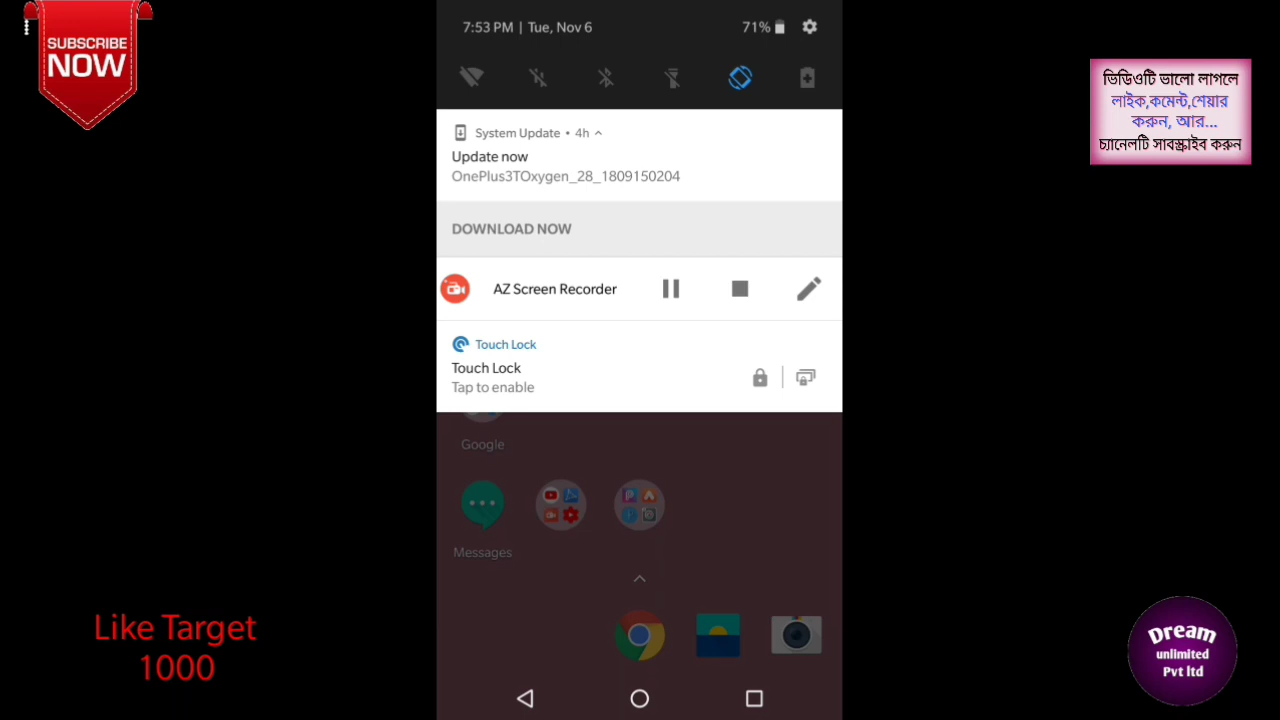 SUBSCRIBE
NOW
7:53 PM | Tue, Nov 6
71%
System Update • 4h
Update now
OnePlus3TOxygen_28_1809150204
DOWNLOAD NOW
AZ Screen Recorder
Touch Lock
Touch Lock
Tap to enable
Google
Messages
ভিডিওটি ভালো লাগলে
লাইক,কমেন্ট,শেয়ার
করুন, আর...
চ্যানেলটি সাবস্ক্রাইব করুন
Like Target
1000
Dream
unlimited
Pvt ltd